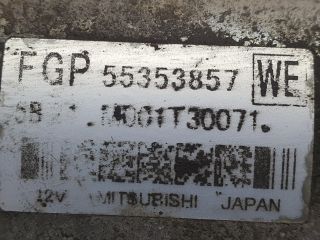 FGP 55353857 WE
M001T30071.
12V MITSUBISHI JAPAN